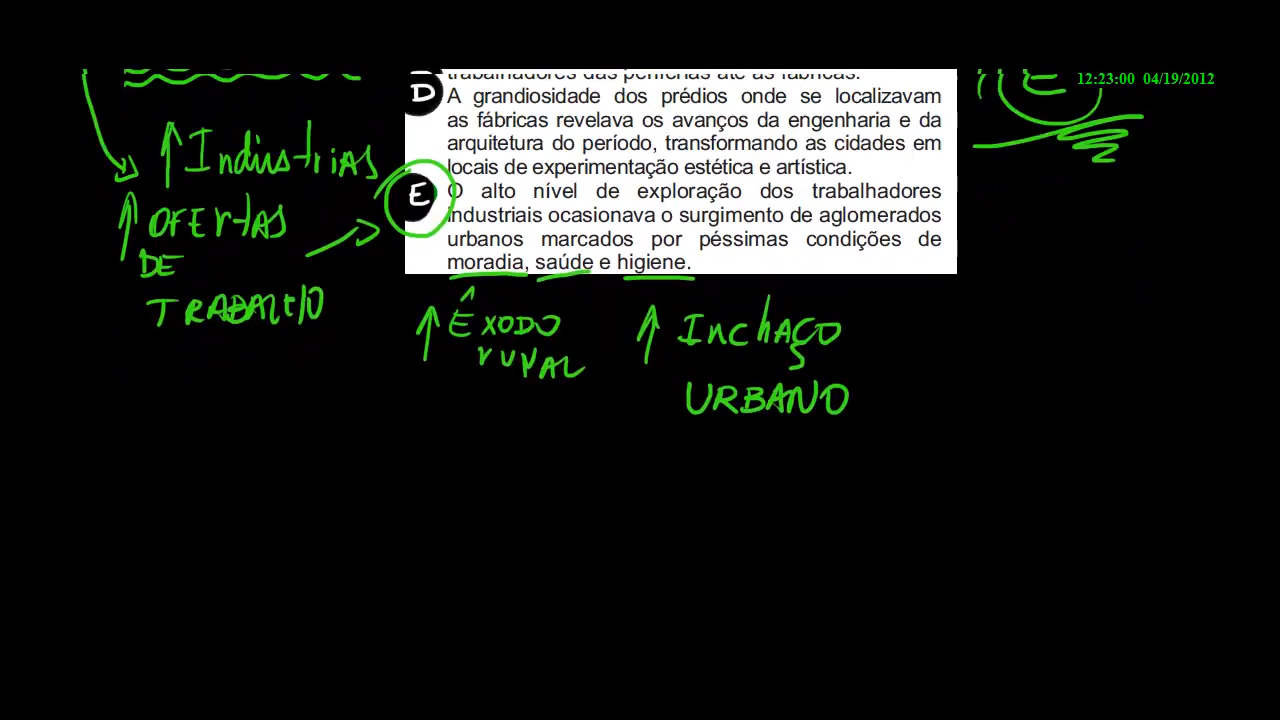 12:23:00 04/19/2012
trabalhadores das periferias até as fábricas.
D A grandiosidade dos prédios onde se localizavam
as fábricas revelava os avanços da engenharia e da
arquitetura do período, transformando as cidades em
locais de experimentação estética e artística.
E O alto nível de exploração dos trabalhadores
industriais ocasionava o surgimento de aglomerados
urbanos marcados por péssimas condições de
moradia, saúde e higiene.
E
↑ Indústrias
↑ OFERTAS
DE
TRABALHO
↑ ÊXODO
rurAL
↑ INchAÇO
URBANO